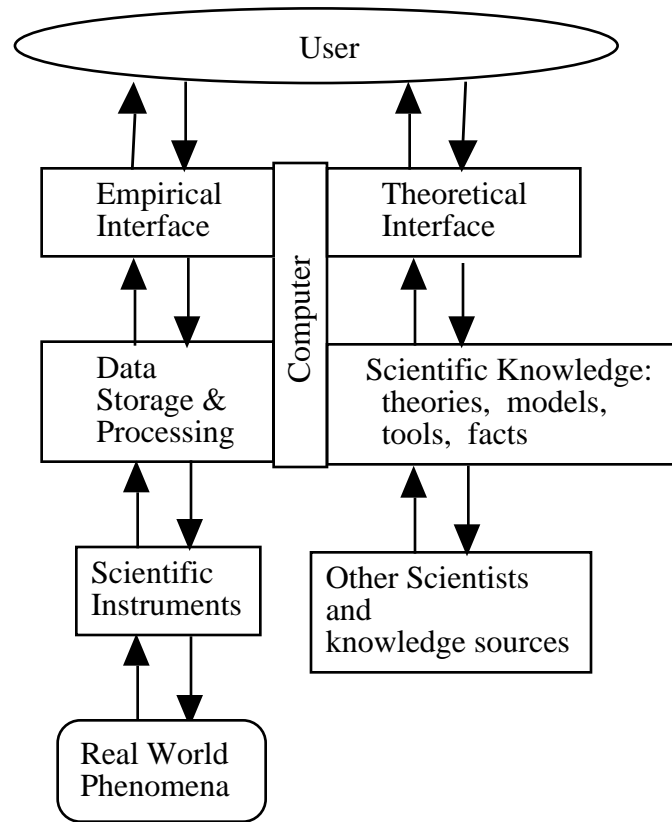 User
Empirical
Interface
Theoretical
Interface
Computer
Data
Storage &
Processing
Scientific Knowledge:
theories, models,
tools, facts
Scientific
Instruments
Other Scientists
and
knowledge sources
Real World
Phenomena